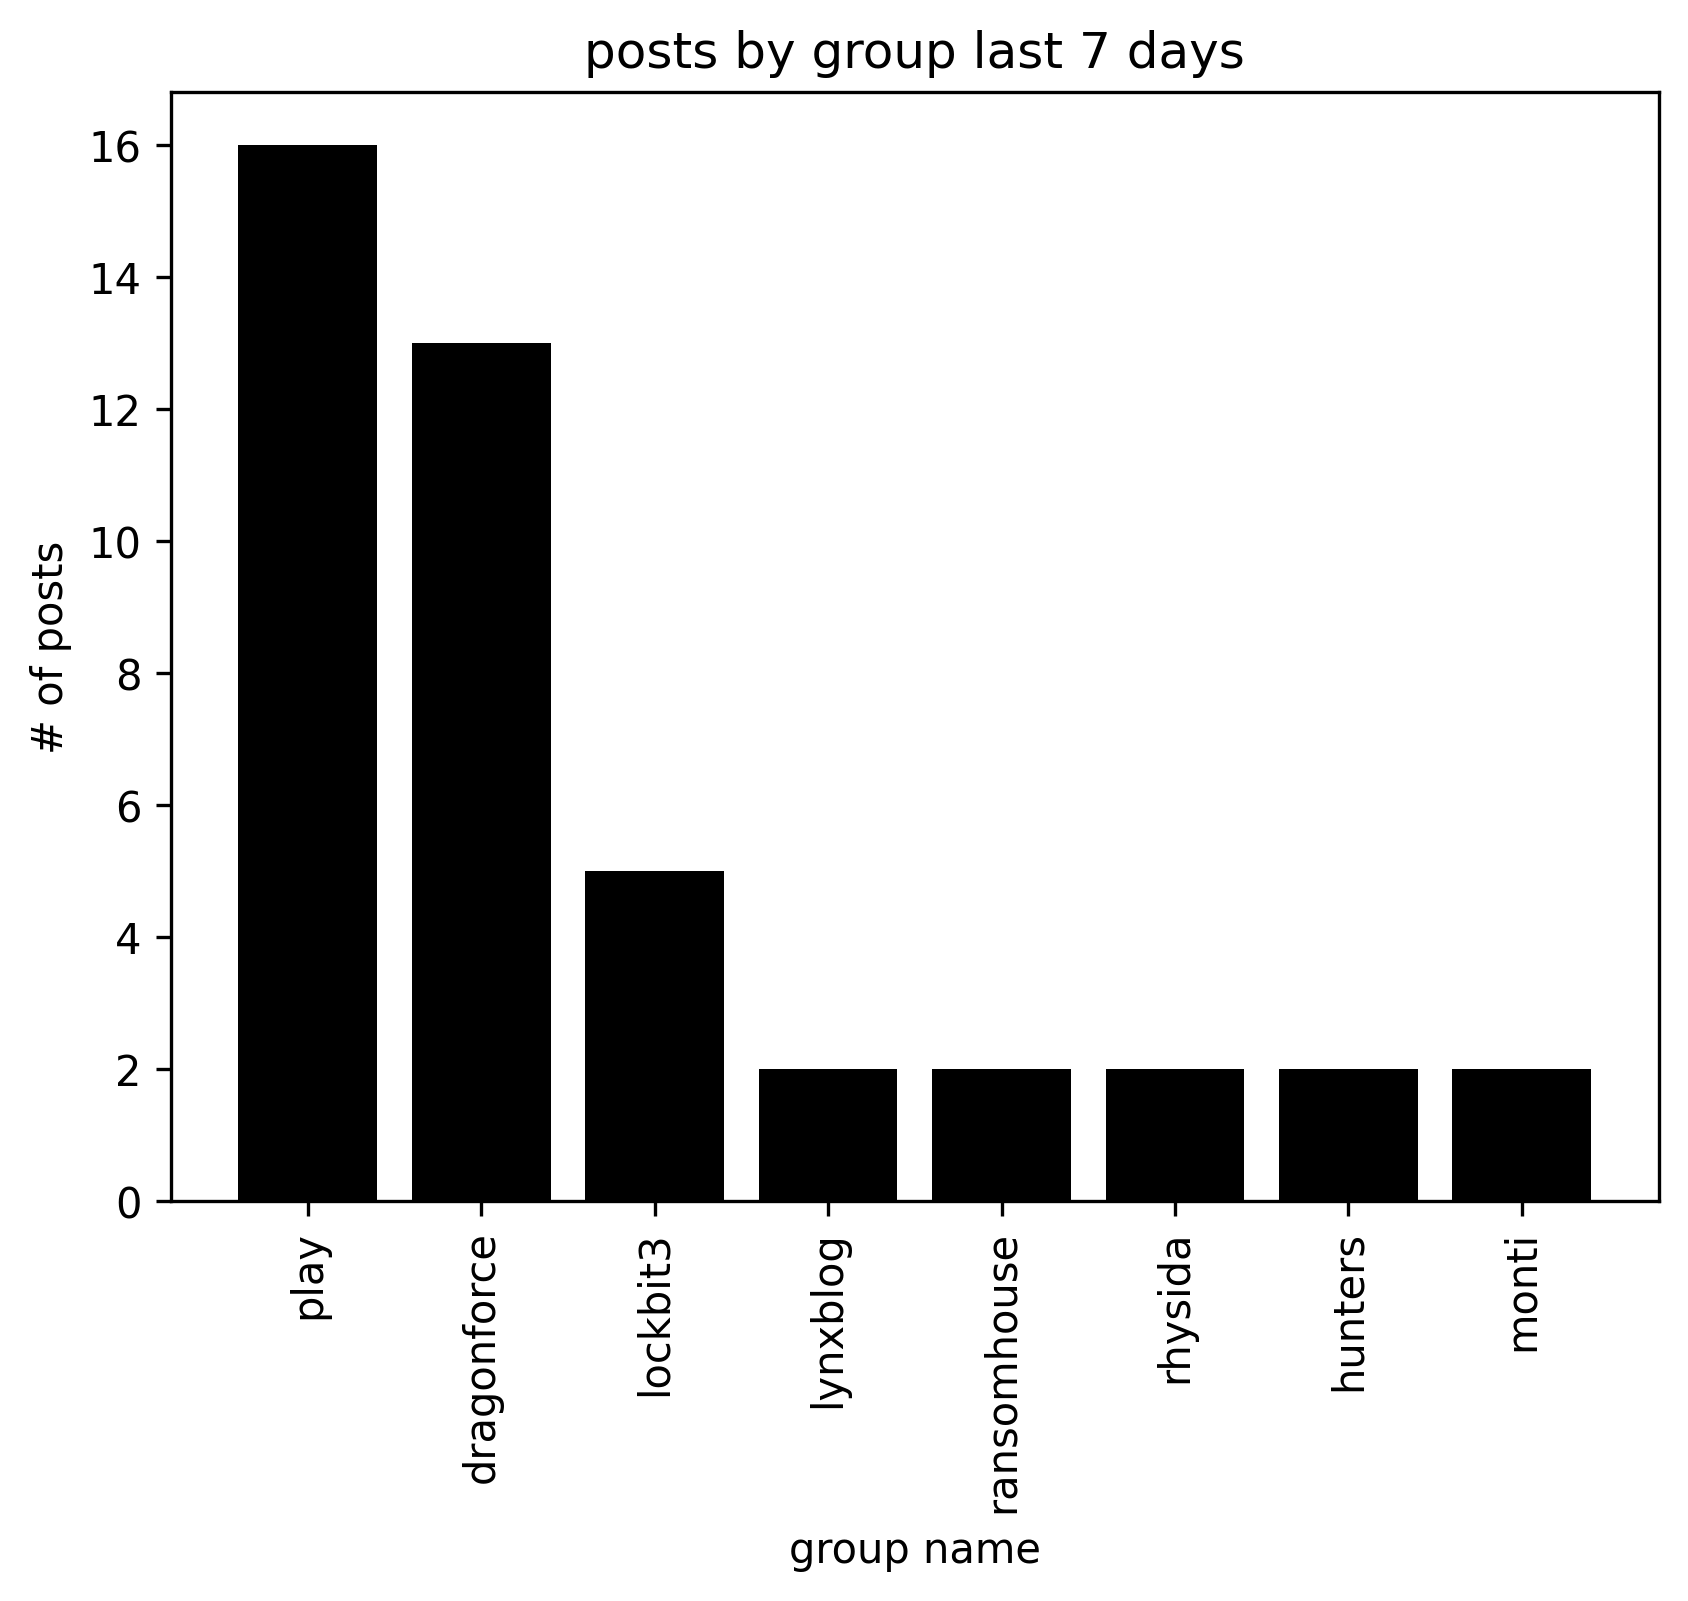 posts by group last 7 days
# of posts
16
14
12
10
8
6
4
2
0
play
dragonforce
lockbit3
lynxblog
ransomhouse
rhysida
hunters
monti
group name